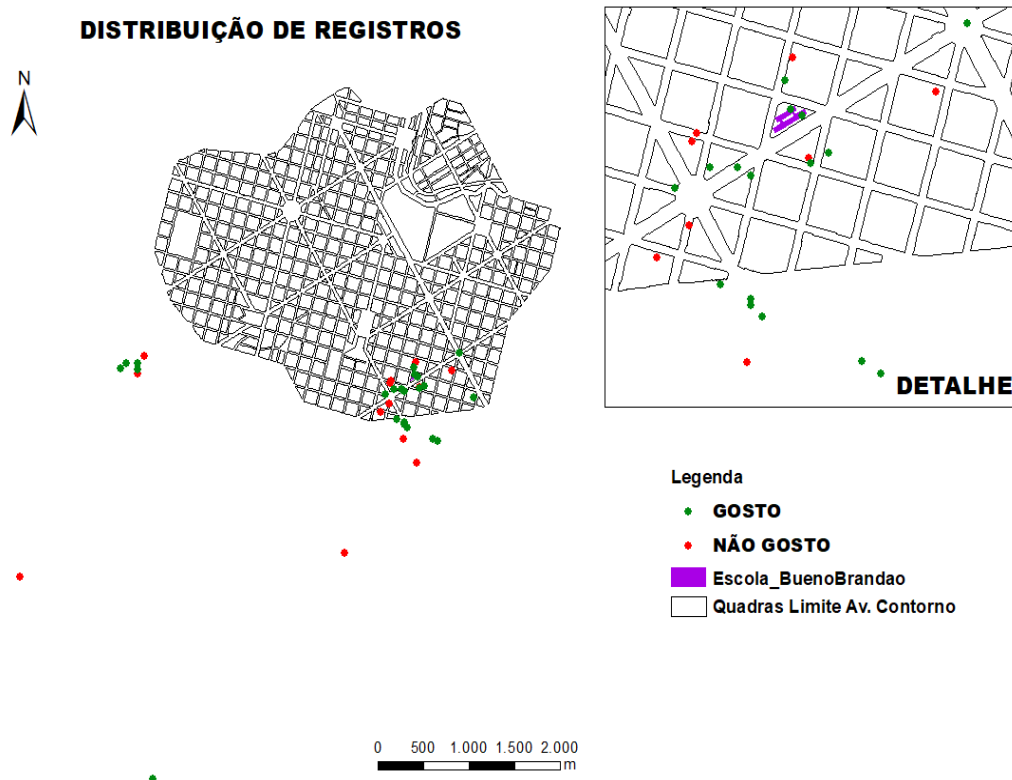 DISTRIBUIÇÃO DE REGISTROS
N
DETALHE
Legenda
GOSTO
NÃO GOSTO
Escola_BuenoBrandao
Quadras Limite Av. Contorno
0 500 1.000 1.500 2.000
m